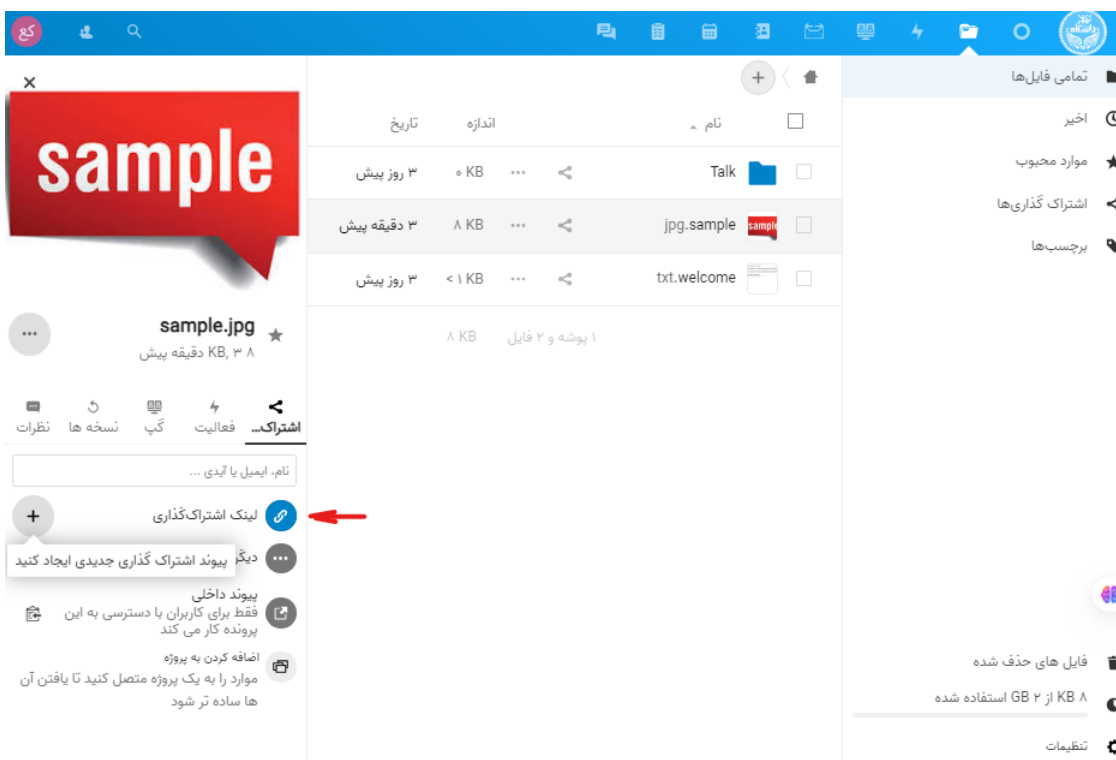 کع
تمامی فایل‌ها
اخیر
موارد محبوب
اشتراک گذاری‌ها
برچسب‌ها
نام
اندازه
تاریخ
Talk
۰ KB
۳ روز پیش
jpg.sample
۸ KB
۳ دقیقه پیش
txt.welcome
< ۱ KB
۳ روز پیش
۱ پوشه و ۲ فایل
۸ KB
sample
sample.jpg
۸ KB, ۳ دقیقه پیش
اشتراک...
فعالیت
گپ
نسخه ها
نظرات
نام، ایمیل یا آیدی ...
لینک اشتراک‌گذاری
پیوند اشتراک گذاری جدیدی ایجاد کنید
پیوند داخلی
فقط برای کاربران با دسترسی به این
پرونده کار می کند
اضافه کردن به پروژه
موارد را به یک پروژه متصل کنید تا یافتن آن
ها ساده تر شود
فایل های حذف شده
۸ KB از ۲ GB استفاده شده
تنظیمات